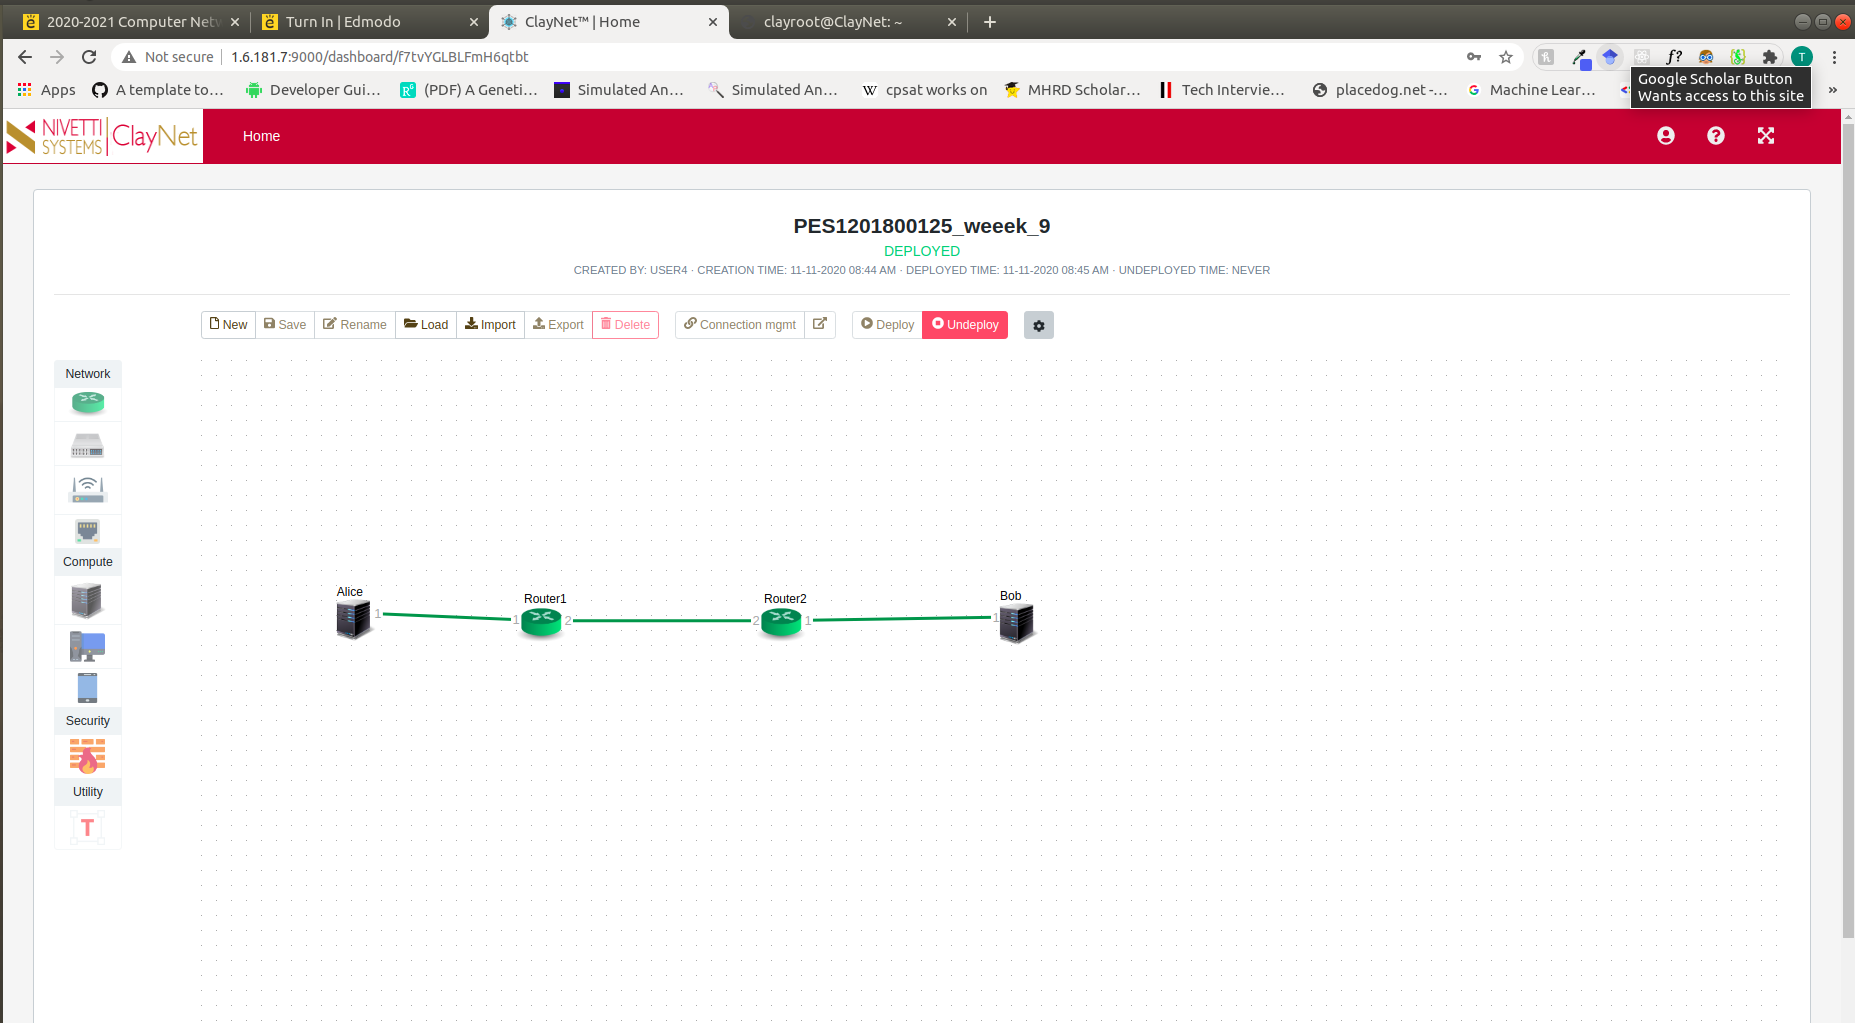 2020-2021 Computer Netw
Turn In | Edmodo
ClayNet™ | Home
clayroot@ClayNet: ~
Not secure
1.6.181.7:9000/dashboard/f7tvYGLBLFmH6qtbt
f?
T
Apps
A template to…
Developer Gui…
(PDF) A Geneti…
Simulated An…
Simulated An…
cpsat works on
MHRD Scholar…
Tech Intervie…
placedog.net -…
Machine Lear…
»
Google Scholar Button
Wants access to this site
NIVETTI SYSTEMS
ClayNet
Home
PES1201800125_weeek_9
DEPLOYED
CREATED BY: USER4 · CREATION TIME: 11-11-2020 08:44 AM · DEPLOYED TIME: 11-11-2020 08:45 AM · UNDEPLOYED TIME: NEVER
New
Save
Rename
Load
Import
Export
Delete
Connection mgmt
Deploy
Undeploy
Network
Compute
Security
Utility
T
Alice
1
1
Router1
2
2
Router2
1
1
Bob